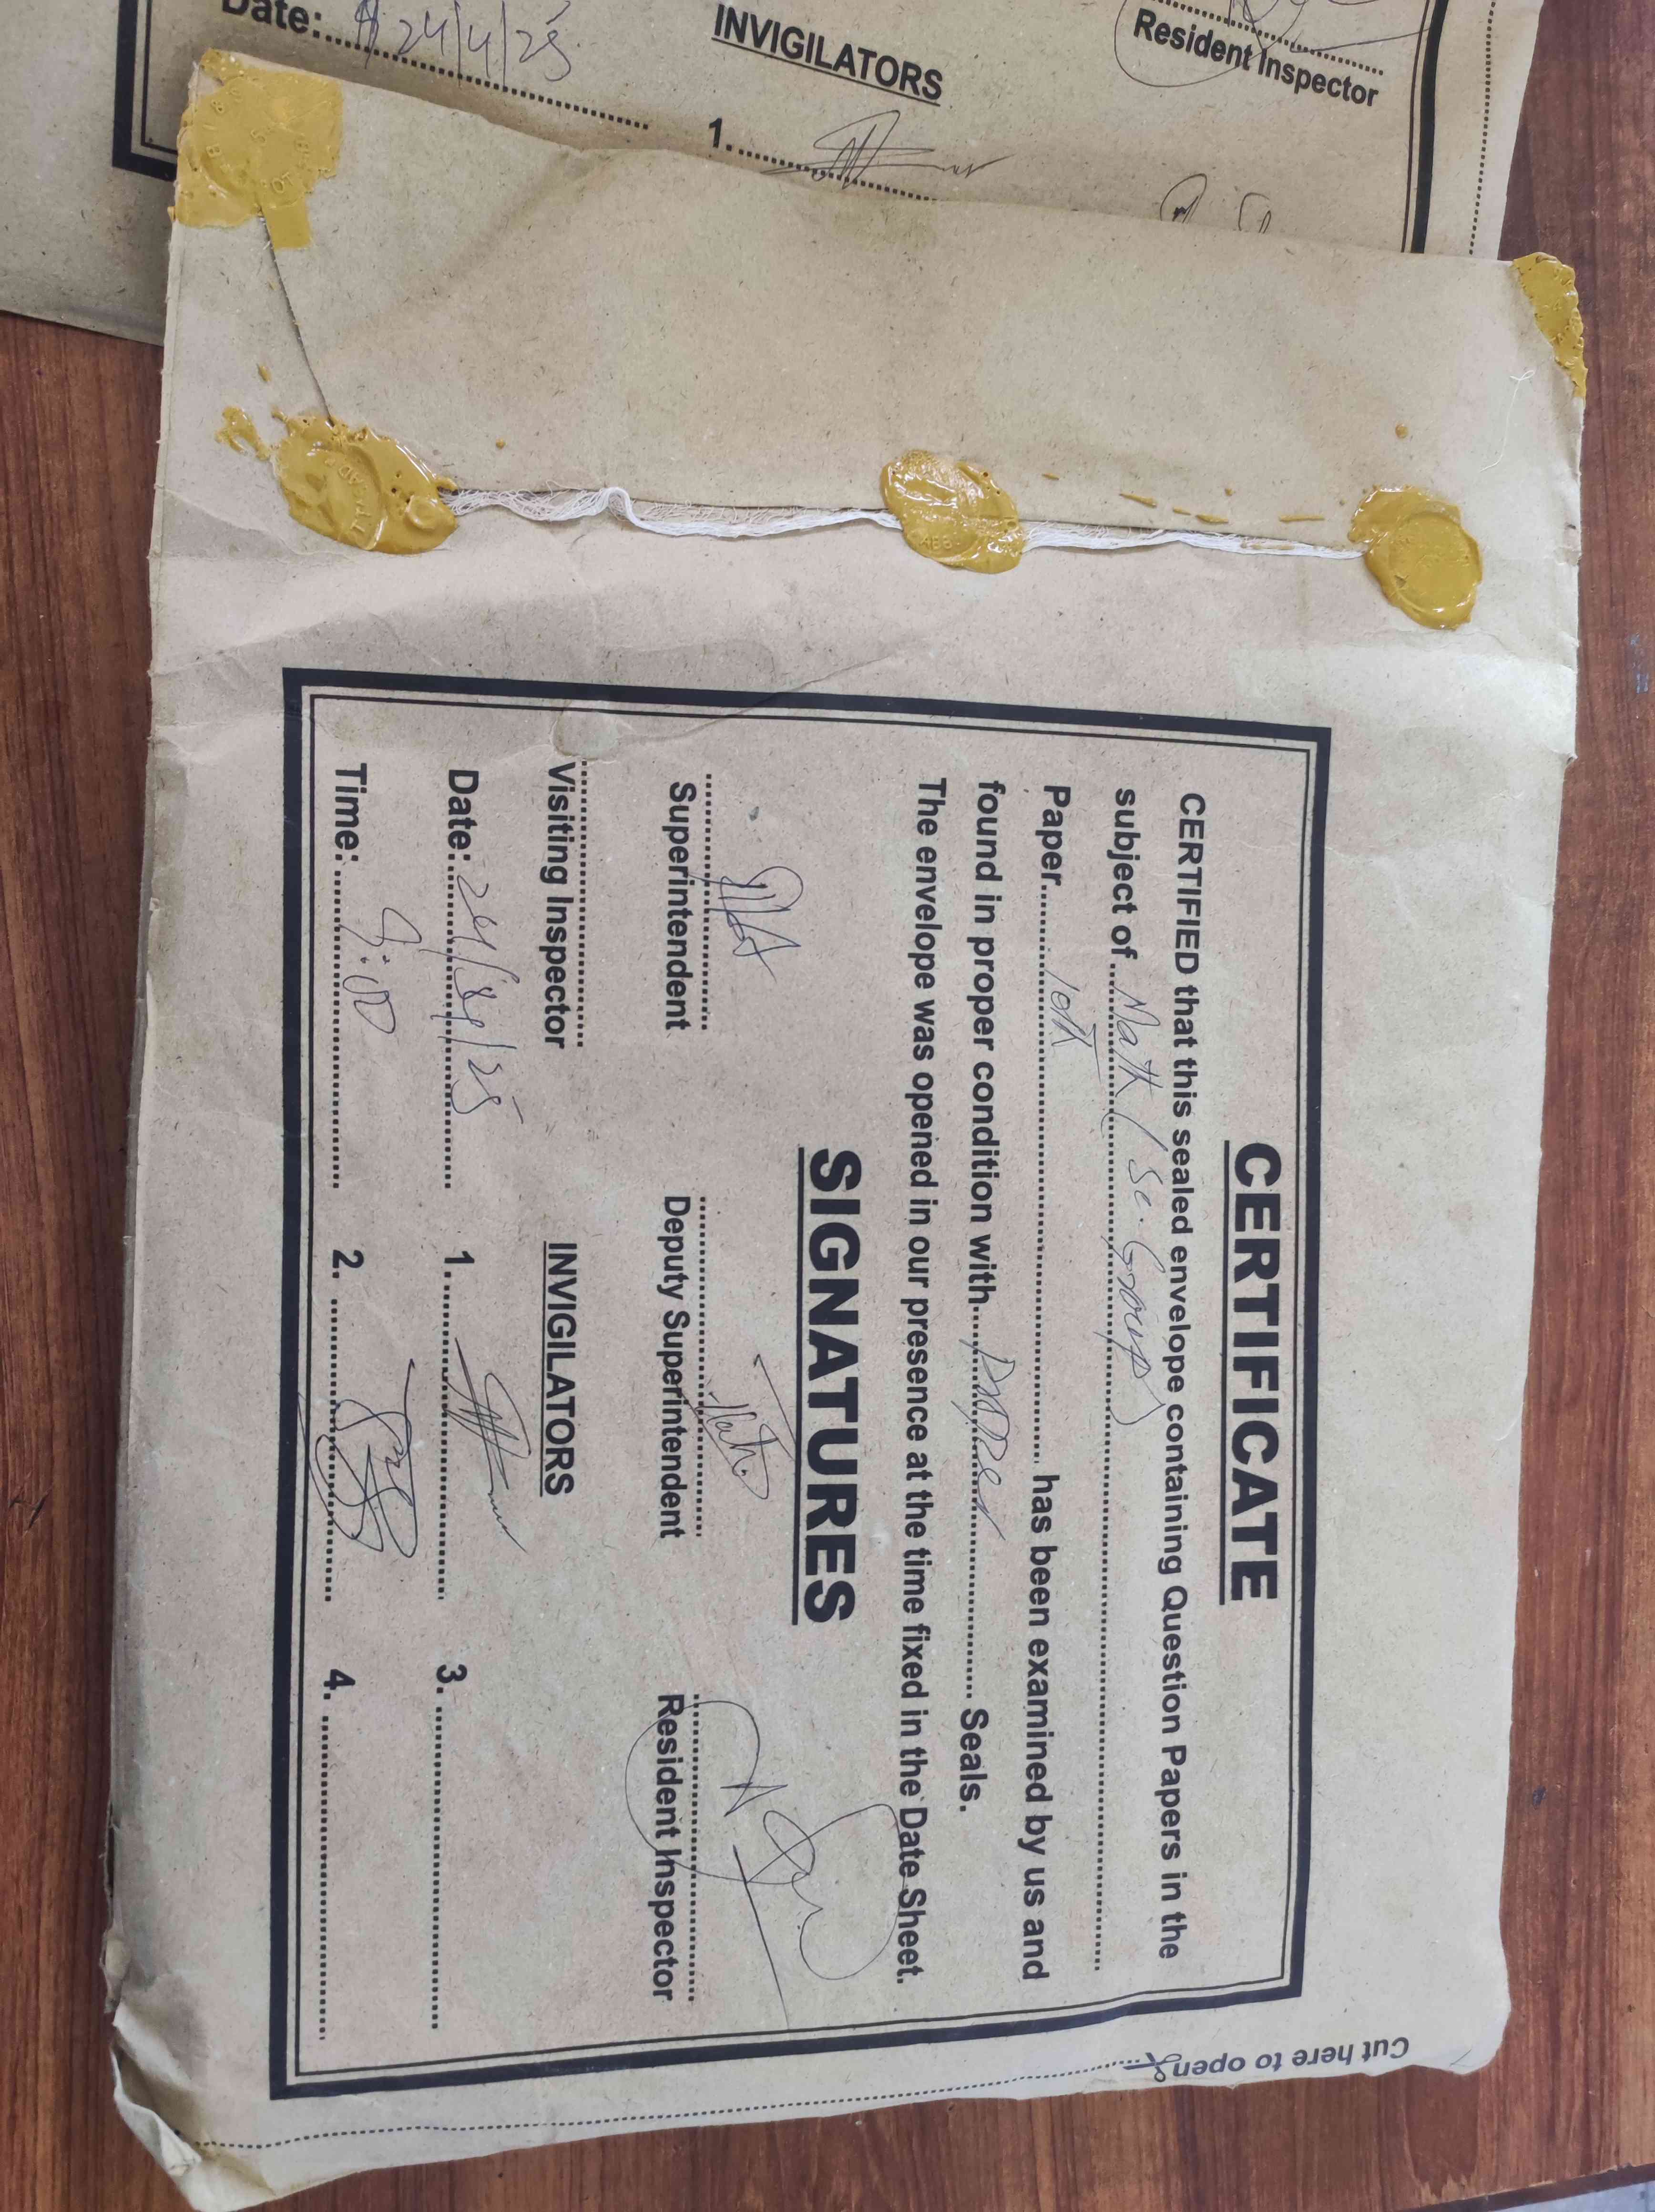 Date: 24/4/25
INVIGILATORS
Resident Inspector
1.
CERTIFICATE
CERTIFIED that this sealed envelope containing Question Papers in the
subject of Math (Sc. Group)
Paper 10th has been examined by us and
found in proper condition with proper Seals.
The envelope was opened in our presence at the time fixed in the Date Sheet.
SIGNATURES
Superintendent
Deputy Superintendent
Resident Inspector
Visiting Inspector
INVIGILATORS
Date: 24/ /25
1. 3.
Time: 9:00
2. 4.
Cut here to open